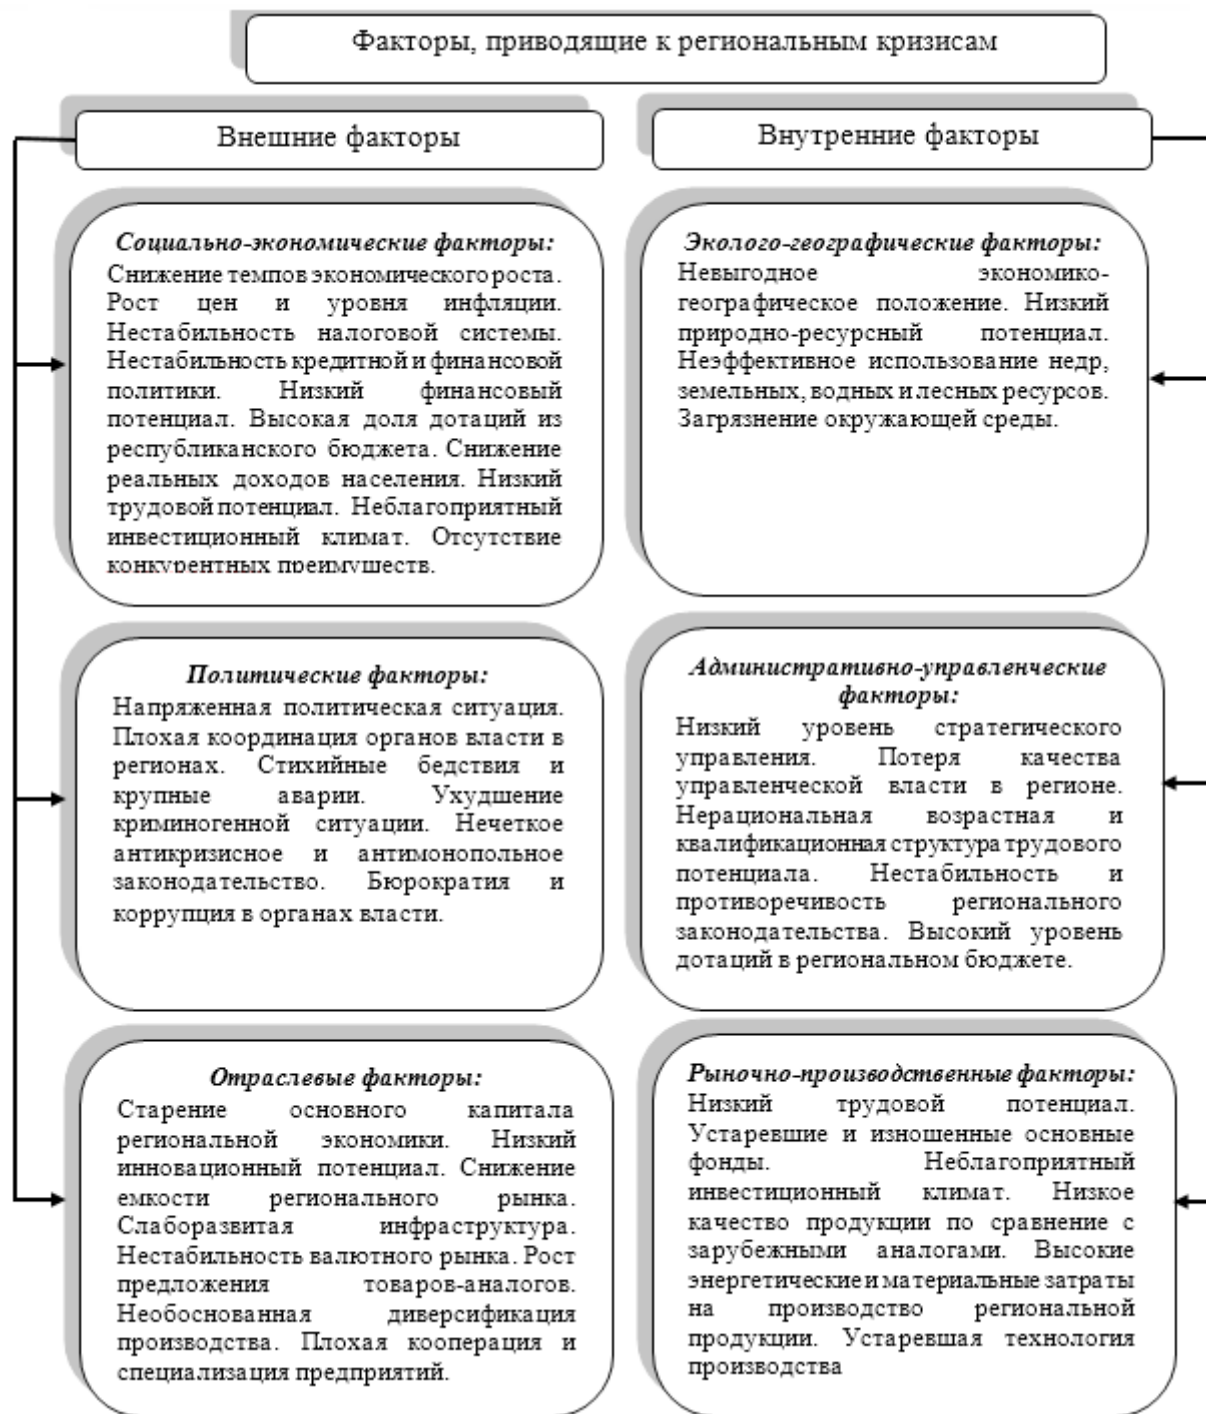 Факторы, приводящие к региональным кризисам
Внешние факторы
Социально-экономические факторы:
Снижение темпов экономического роста.
Рост цен и уровня инфляции.
Нестабильность налоговой системы.
Нестабильность кредитной и финансовой
политики. Низкий финансовый
потенциал. Высокая доля дотаций из
республиканского бюджета. Снижение
реальных доходов населения. Низкий
трудовой потенциал. Неблагоприятный
инвестиционный климат. Отсутствие
конкурентных преимуществ.
Политические факторы:
Напряженная политическая ситуация.
Плохая координация органов власти в
регионах. Стихийные бедствия и
крупные аварии. Ухудшение
криминогенной ситуации. Нечеткое
антикризисное и антимонопольное
законодательство. Бюрократия и
коррупция в органах власти.
Отраслевые факторы:
Старение основного капитала
региональной экономики. Низкий
инновационный потенциал. Снижение
емкости регионального рынка.
Слаборазвитая инфраструктура.
Нестабильность валютного рынка. Рост
предложения товаров-аналогов.
Необоснованная диверсификация
производства. Плохая кооперация и
специализация предприятий.
Внутренние факторы
Эколого-географические факторы:
Невыгодное экономико-
географическое положение. Низкий
природно-ресурсный потенциал.
Неэффективное использование недр,
земельных, водных и лесных ресурсов.
Загрязнение окружающей среды.
Административно-управленческие
факторы:
Низкий уровень стратегического
управления. Потеря качества
управленческой власти в регионе.
Нерациональная возрастная и
квалификационная структура трудового
потенциала. Нестабильность и
противоречивость регионального
законодательства. Высокий уровень
дотаций в региональном бюджете.
Рыночно-производственные факторы:
Низкий трудовой потенциал.
Устаревшие и изношенные основные
фонды. Неблагоприятный
инвестиционный климат. Низкое
качество продукции по сравнение с
зарубежными аналогами. Высокие
энергетические и материальные затраты
на производство региональной
продукции. Устаревшая технология
производства